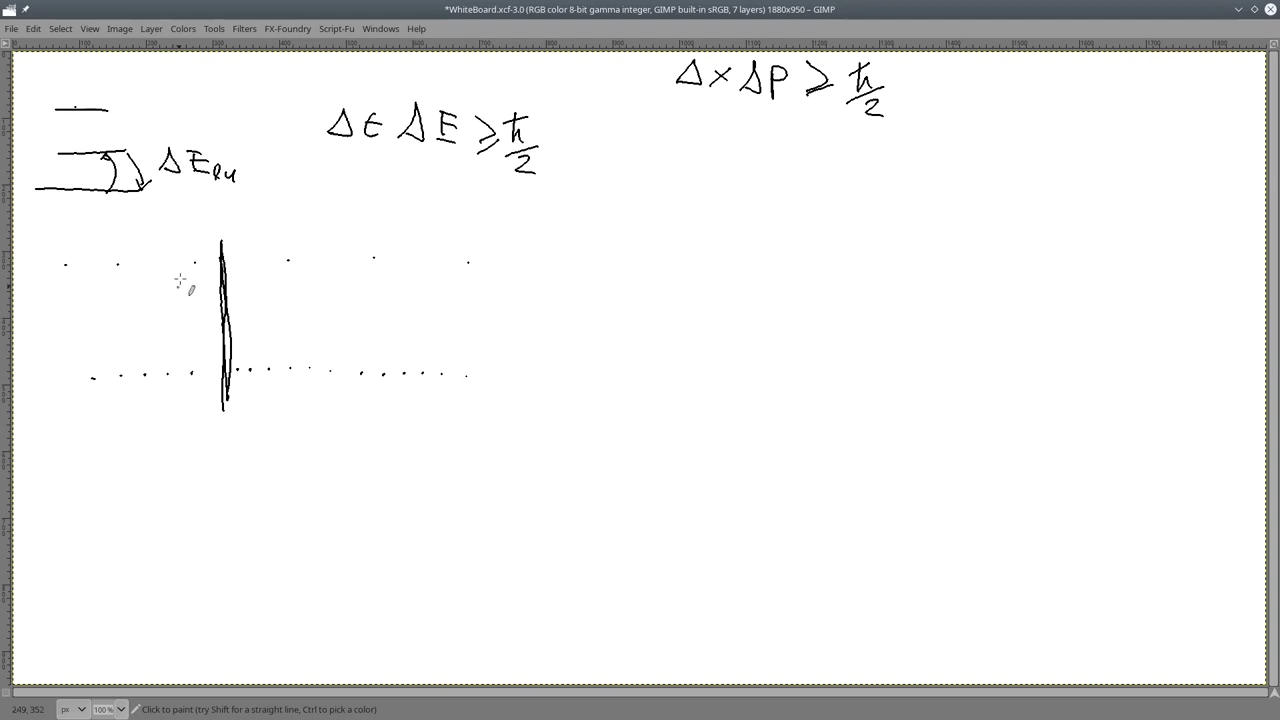 *WhiteBoard.xcf-3.0 (RGB color 8-bit gamma integer, GIMP built-in sRGB, 7 layers) 1880x950 – GIMP
File Edit Select View Image Layer Colors Tools Filters FX-Foundry Script-Fu Windows Help
Δx ΔP ≥ ħ/2
Δt ΔE ≥ ħ/2
249, 352 px 100 % Click to paint (try Shift for a straight line, Ctrl to pick a color)